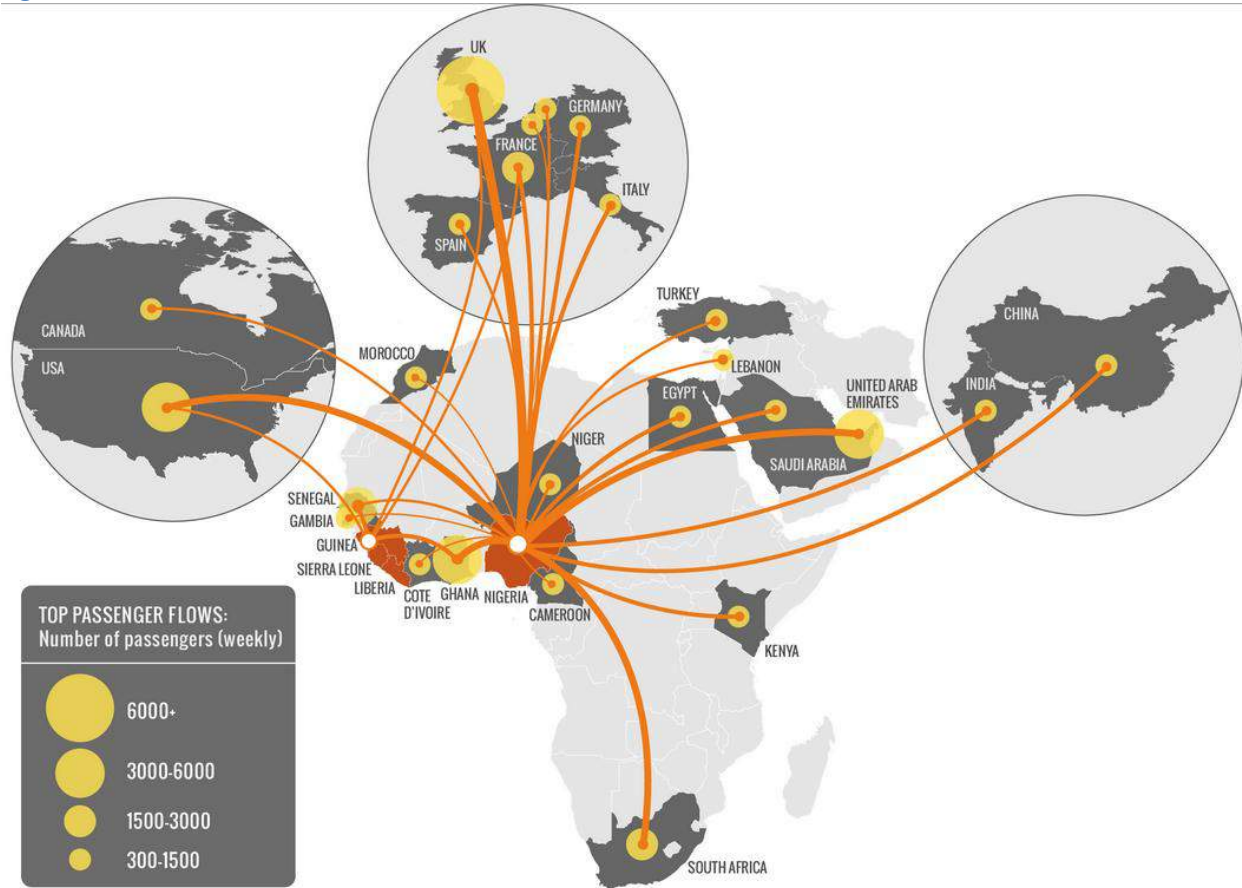 UK
GERMANY
FRANCE
ITALY
SPAIN
CANADA
USA
TURKEY
LEBANON
MOROCCO
EGYPT
UNITED ARAB
EMIRATES
SAUDI ARABIA
CHINA
INDIA
NIGER
SENEGAL
GAMBIA
GUINEA
SIERRA LEONE
LIBERIA
COTE
D'IVOIRE
GHANA
NIGERIA
CAMEROON
KENYA
SOUTH AFRICA
TOP PASSENGER FLOWS:
Number of passengers (weekly)
6000+
3000-6000
1500-3000
300-1500